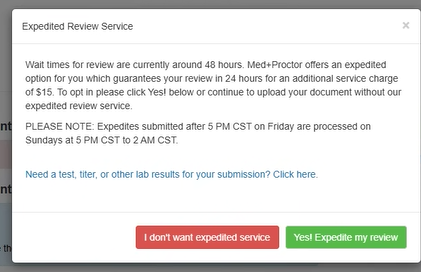 Expedited Review Service
×
Wait times for review are currently around 48 hours. Med+Proctor offers an expedited
option for you which guarantees your review in 24 hours for an additional service charge
of $15. To opt in please click Yes! below or continue to upload your document without our
expedited review service.
PLEASE NOTE: Expedites submitted after 5 PM CST on Friday are processed on
Sundays at 5 PM CST to 2 AM CST.
nt
Need a test, titer, or other lab results for your submission? Click here.
nt
I don't want expedited service
Yes! Expedite my review
the